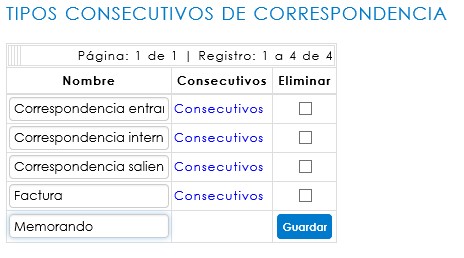 TIPOS CONSECUTIVOS DE CORRESPONDENCIA
Página: 1 de 1 | Registro: 1 a 4 de 4
Nombre Consecutivos Eliminar
Correspondencia entrar Consecutivos
Correspondencia intern Consecutivos
Correspondencia salien Consecutivos
Factura Consecutivos
Memorando Guardar